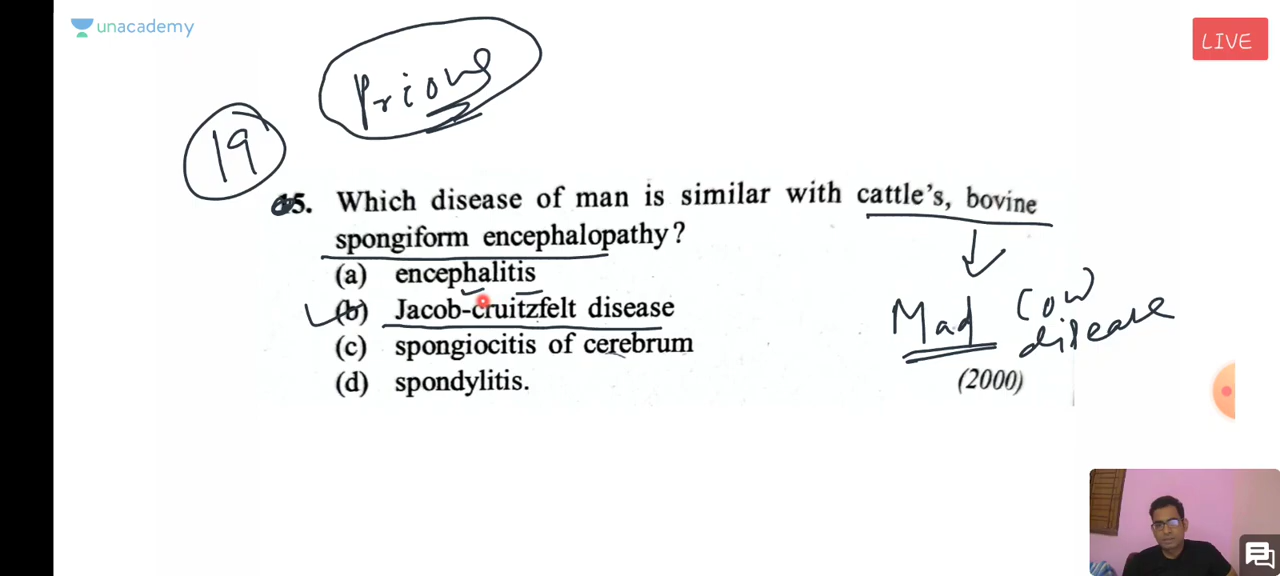 unacademy
LIVE
Prions
19
5. Which disease of man is similar with cattle's, bovine
spongiform encephalopathy?
(a) encephalitis
(b) Jacob-cruitzfelt disease
(c) spongiocitis of cerebrum
(d) spondylitis.
Mad Cow
disease
(2000)